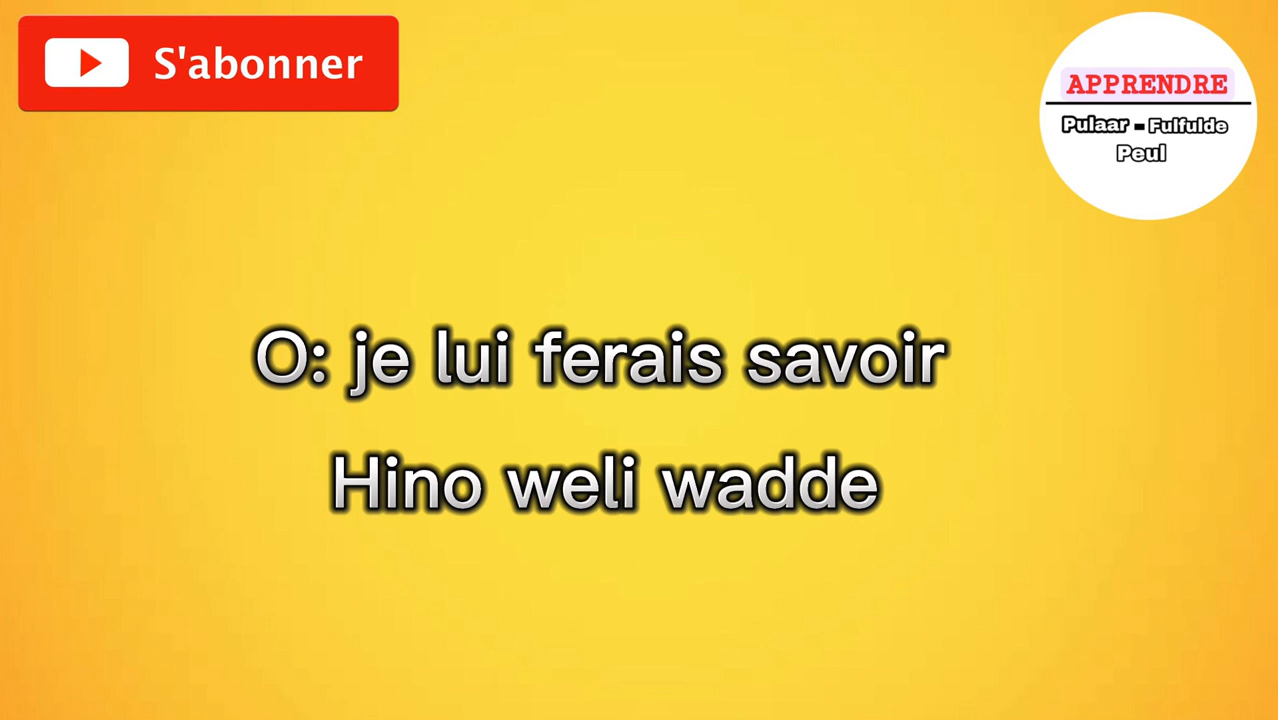 S'abonner
APPRENDRE
Pulaar - Fulfulde
Peul
O: je lui ferais savoir
Hino weli wadde